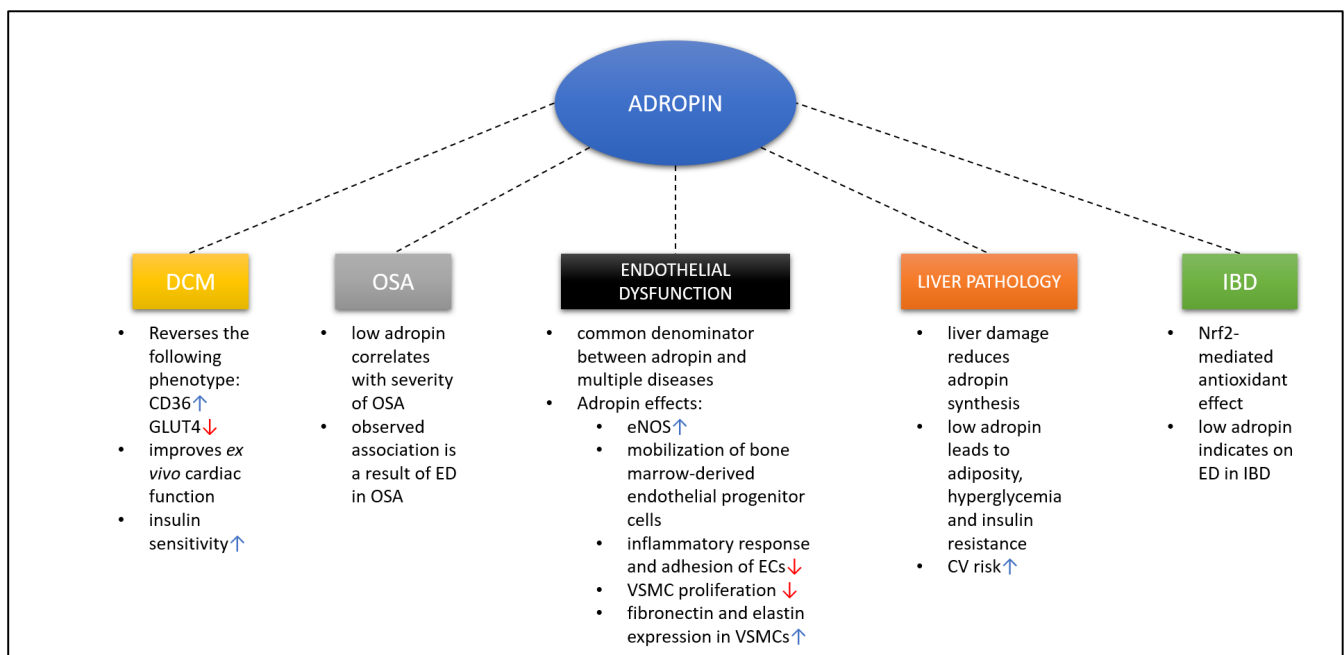 ADROPIN
DCM
• Reverses the
following
phenotype:
CD36↑
GLUT4↓
• improves ex
vivo cardiac
function
• insulin
sensitivity↑
OSA
• low adropin
correlates
with severity
of OSA
• observed
association is
a result of ED
in OSA
ENDOTHELIAL
DYSFUNCTION
• common denominator
between adropin and
multiple diseases
• Adropin effects:
• eNOS↑
• mobilization of bone
marrow-derived
endothelial progenitor
cells
• inflammatory response
and adhesion of ECs↓
• VSMC proliferation ↓
• fibronectin and elastin
expression in VSMCs↑
LIVER PATHOLOGY
• liver damage
reduces
adropin
synthesis
• low adropin
leads to
adiposity,
hyperglycemia
and insulin
resistance
• CV risk↑
IBD
• Nrf2-
mediated
antioxidant
effect
• low adropin
indicates on
ED in IBD